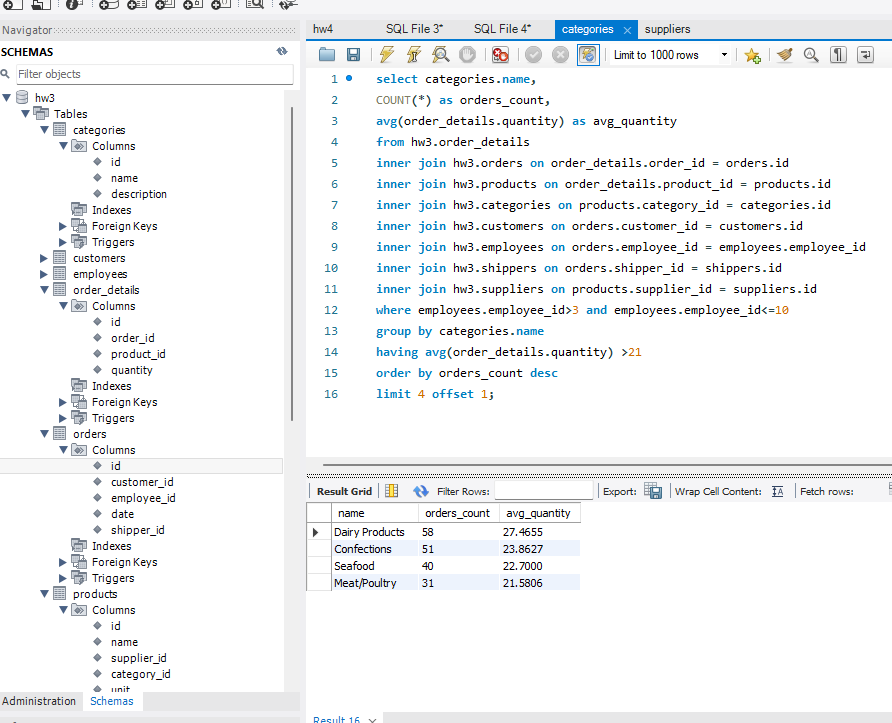 hw4 SQL File 3* SQL File 4* categories suppliers
Navigator
SCHEMAS
Filter objects
hw3
Tables
categories
Columns
id
name
description
Indexes
Foreign Keys
Triggers
customers
employees
order_details
Columns
id
order_id
product_id
quantity
Indexes
Foreign Keys
Triggers
orders
Columns
id
customer_id
employee_id
date
shipper_id
Indexes
Foreign Keys
Triggers
products
Columns
id
name
supplier_id
category_id
unit
Administration Schemas
Limit to 1000 rows
1 select categories.name,
2 COUNT(*) as orders_count,
3 avg(order_details.quantity) as avg_quantity
4 from hw3.order_details
5 inner join hw3.orders on order_details.order_id = orders.id
6 inner join hw3.products on order_details.product_id = products.id
7 inner join hw3.categories on products.category_id = categories.id
8 inner join hw3.customers on orders.customer_id = customers.id
9 inner join hw3.employees on orders.employee_id = employees.employee_id
10 inner join hw3.shippers on orders.shipper_id = shippers.id
11 inner join hw3.suppliers on products.supplier_id = suppliers.id
12 where employees.employee_id>3 and employees.employee_id<=10
13 group by categories.name
14 having avg(order_details.quantity) >21
15 order by orders_count desc
16 limit 4 offset 1;
Result Grid Filter Rows: Export: Wrap Cell Content: Fetch rows:
name orders_count avg_quantity
Dairy Products 58 27.4655
Confections 51 23.8627
Seafood 40 22.7000
Meat/Poultry 31 21.5806
Result 16